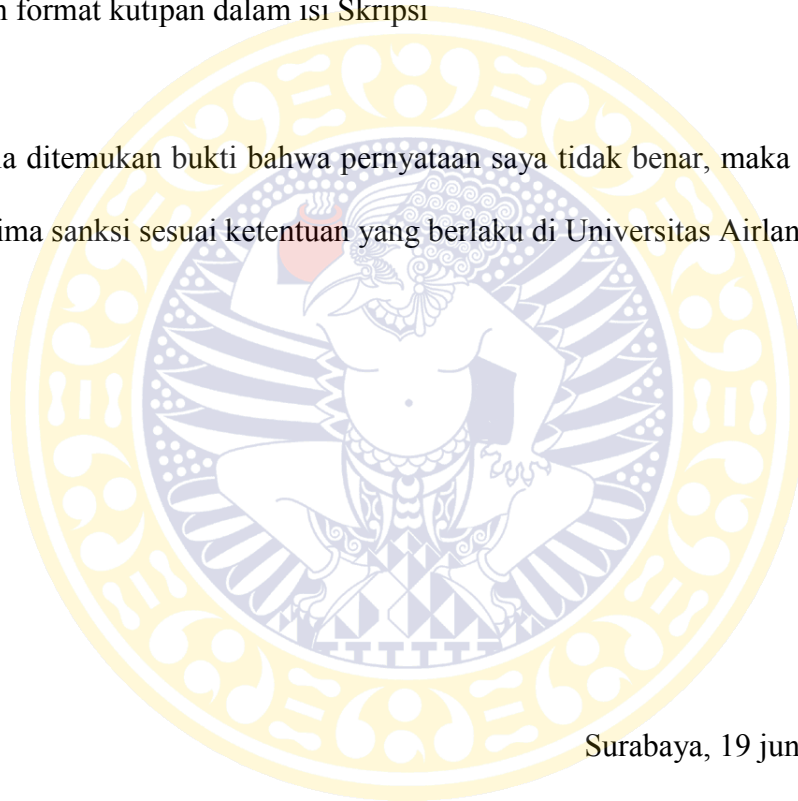 n format kutipan dalam isi Skripsi
a ditemukan bukti bahwa pernyataan saya tidak benar, maka
ima sanksi sesuai ketentuan yang berlaku di Universitas Airlan
Surabaya, 19 jun